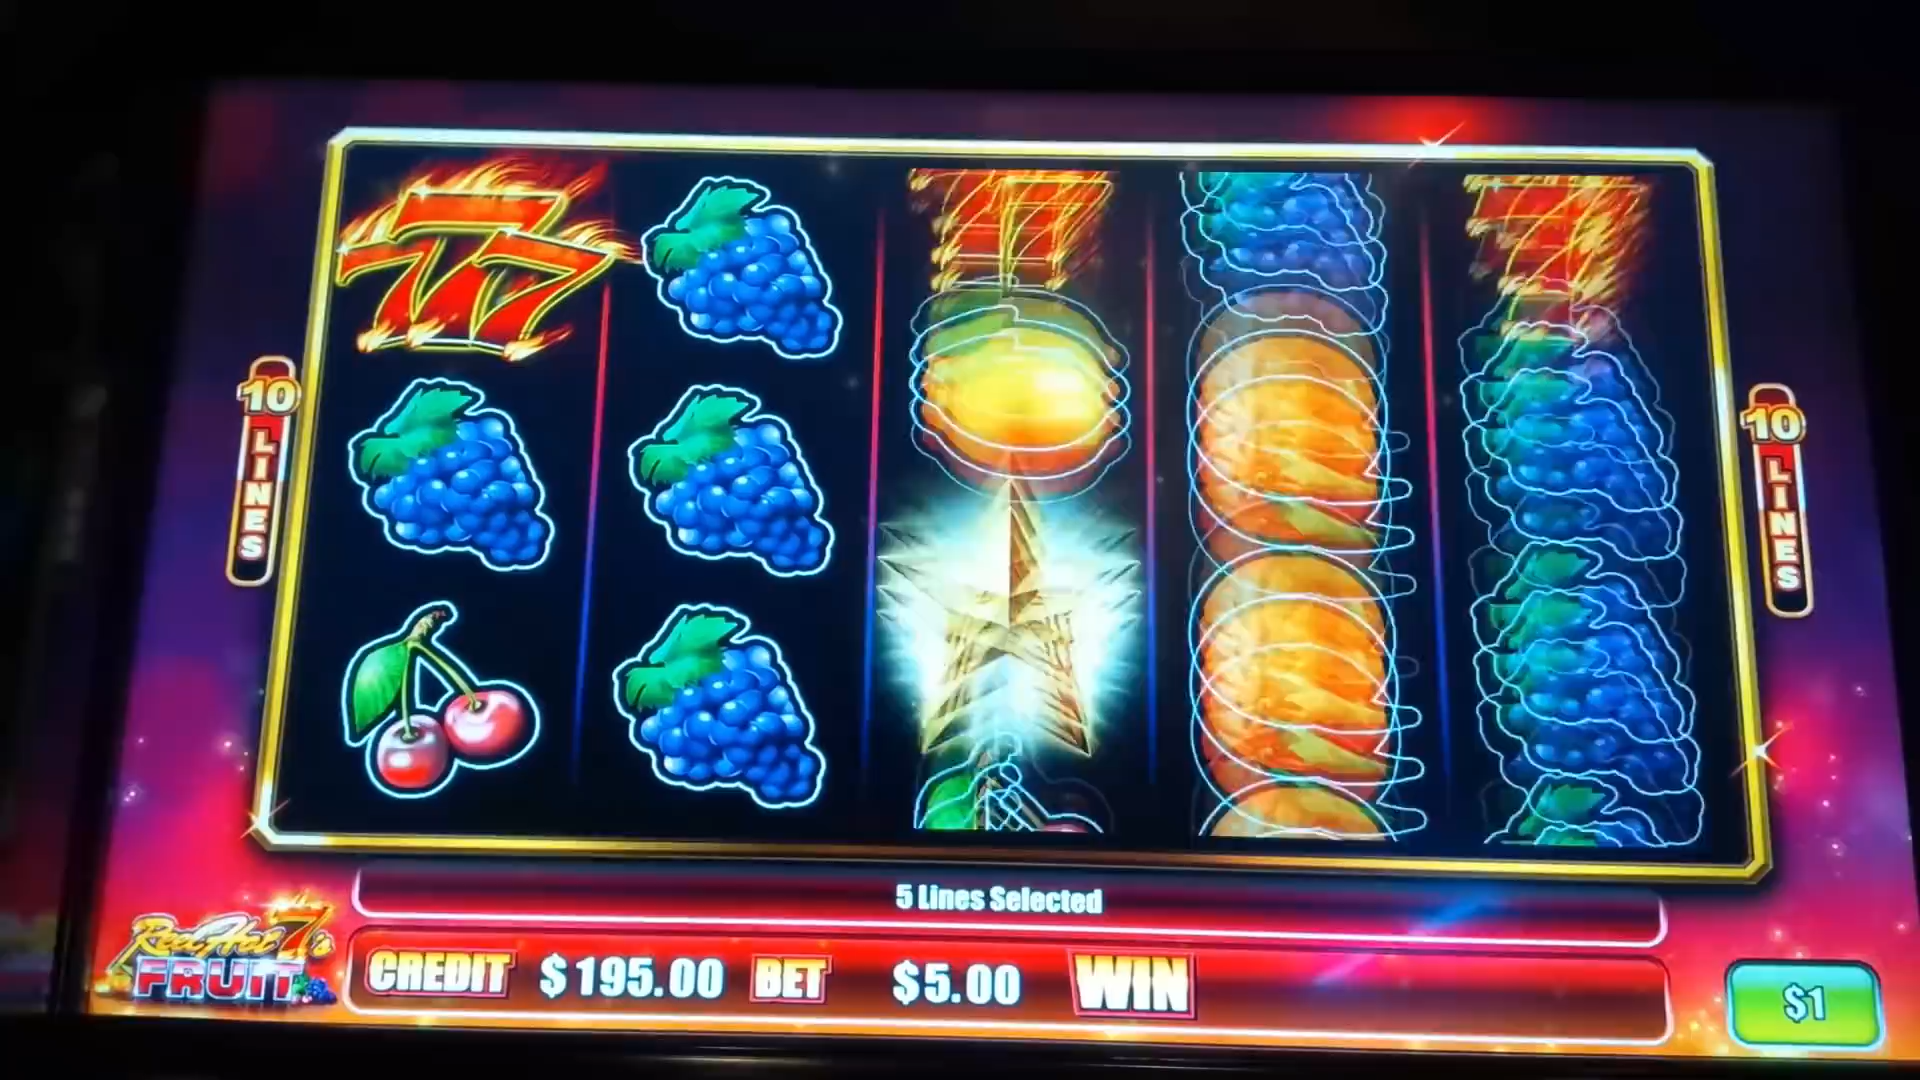 777
10
LINES
10
LINES
5 Lines Selected
Reel Hot 7's
FRUIT
CREDIT $195.00 BET $5.00 WIN
$1